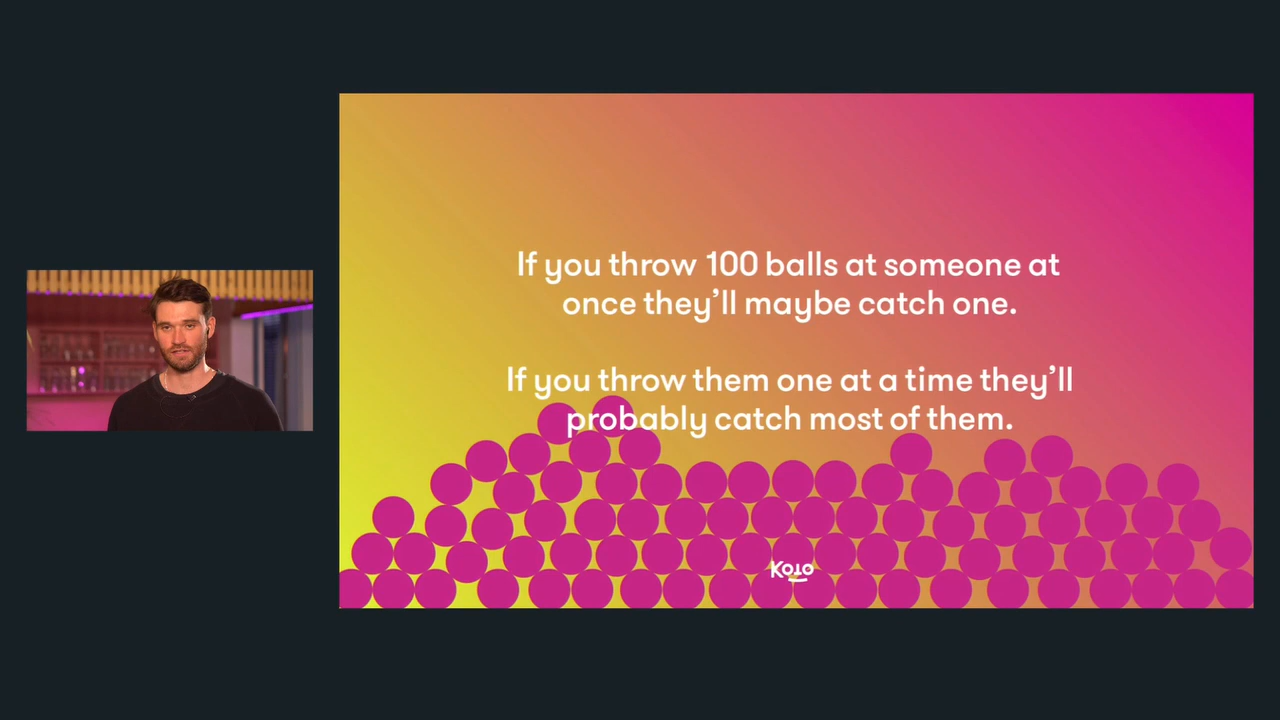 If you throw 100 balls at someone at
once they’ll maybe catch one.
If you throw them one at a time they’ll
probably catch most of them.
Koto